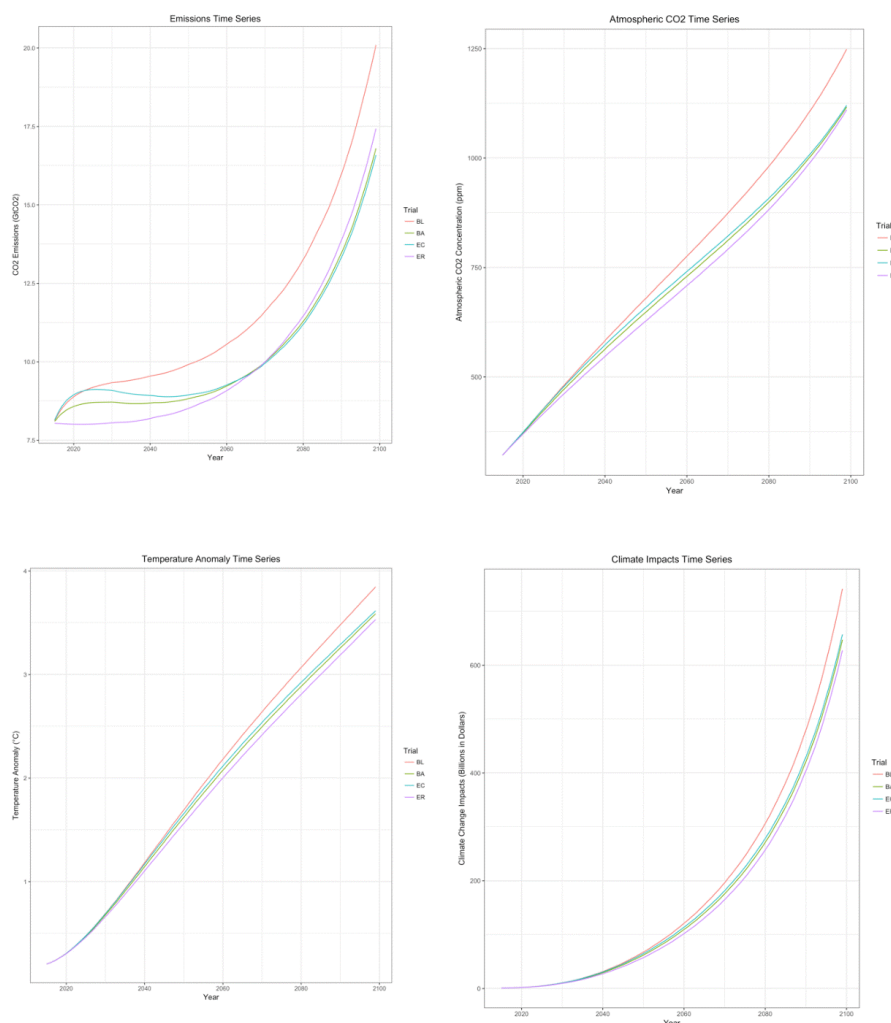 Emissions Time Series
20.0
17.5
15.0
12.5
10.0
7.5
CO2 Emissions (GtCO2)
2020 2040 2060 2080 2100
Year
Trial
BL
BA
EC
ER
Atmospheric CO2 Time Series
1250
1000
750
500
Atmospheric CO2 Concentration (ppm)
2020 2040 2060 2080 2100
Year
Trial
Temperature Anomaly Time Series
4
3
2
1
Temperature Anomaly (°C)
2020 2040 2060 2080 2100
Year
Trial
BL
BA
EC
ER
Climate Impacts Time Series
600
400
200
0
Climate Change Impacts (Billions in Dollars)
2020 2040 2060 2080 2100
Year
Trial